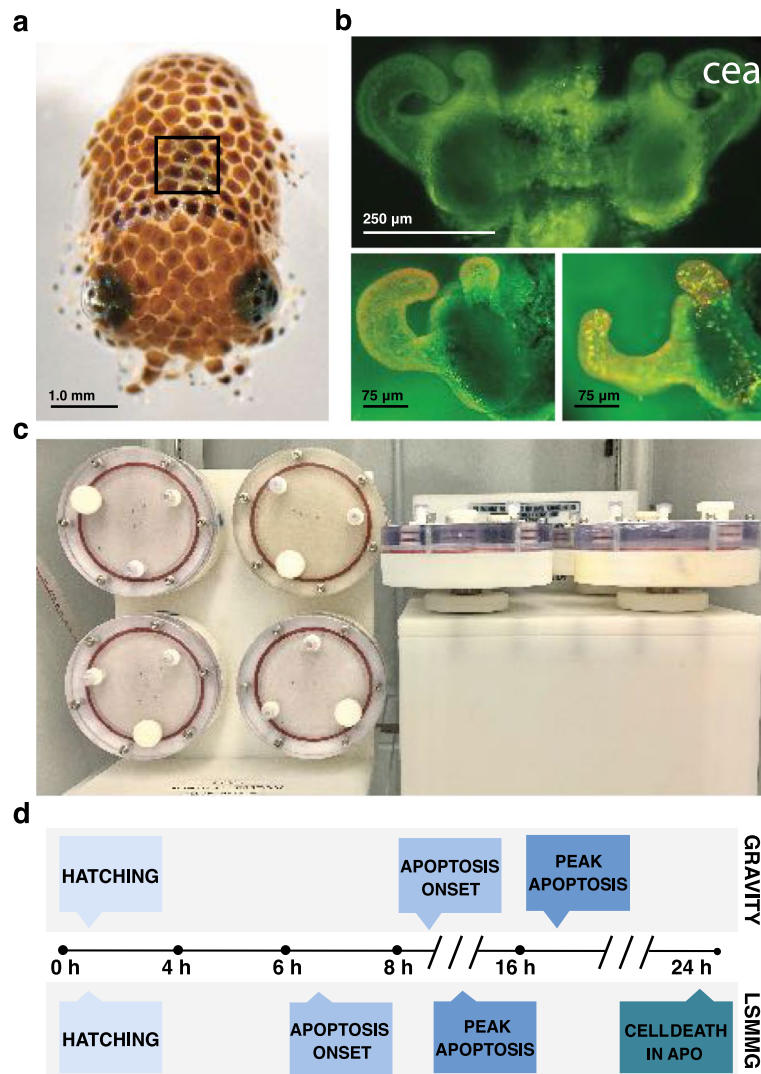 a
1.0 mm
b
cea
250 µm
75 µm
75 µm
c
d
HATCHING
APOPTOSIS
ONSET
PEAK
APOPTOSIS
GRAVITY
0 h
4 h
6 h
8 h
16 h
24 h
HATCHING
APOPTOSIS
ONSET
PEAK
APOPTOSIS
CELLDEATH
IN APO
LSMMG